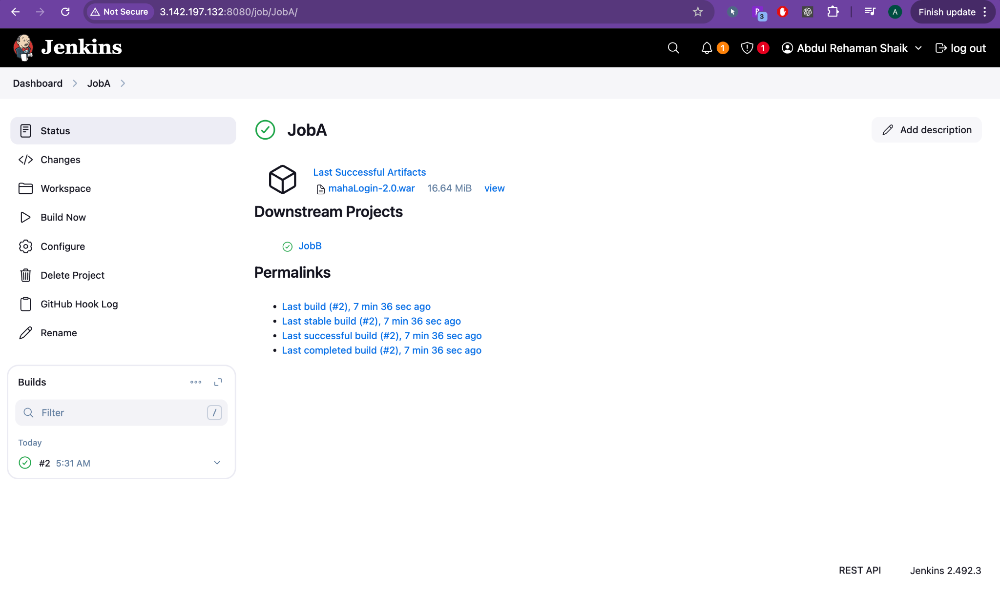 Not Secure 3.142.197.132:8080/job/JobA/ 3 A Finish update
Jenkins 1 1 Abdul Rehaman Shaik log out
Dashboard JobA
Status
Changes
Workspace
Build Now
Configure
Delete Project
GitHub Hook Log
Rename
Builds
Filter /
Today
#2 5:31 AM
JobA
Add description
Last Successful Artifacts
mahaLogin-2.0.war 16.64 MiB view
Downstream Projects
JobB
Permalinks
Last build (#2), 7 min 36 sec ago
Last stable build (#2), 7 min 36 sec ago
Last successful build (#2), 7 min 36 sec ago
Last completed build (#2), 7 min 36 sec ago
REST API Jenkins 2.492.3